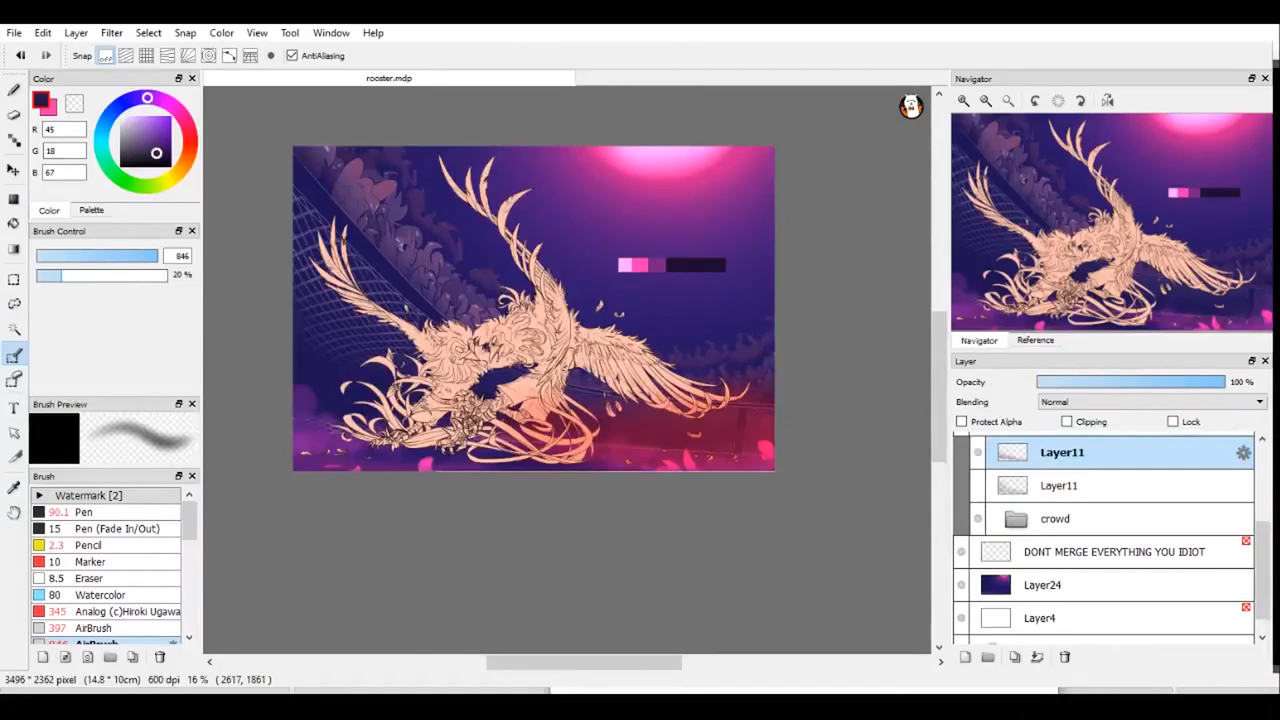 File Edit Layer Filter Select Snap Color View Tool Window Help
Snap OFF AntiAliasing
Color
rooster.mdp
Navigator
R 45
G 18
B 67
Color Palette
Brush Control
846
20 %
Navigator Reference
Layer
Opacity 100 %
Blending Normal
Brush Preview
Protect Alpha Clipping Lock
Layer11
Brush
Layer11
Watermark [2]
90.1 Pen
crowd
15 Pen (Fade In/Out)
2.3 Pencil
DONT MERGE EVERYTHING YOU IDIOT
10 Marker
8.5 Eraser
Layer24
80 Watercolor
345 Analog (c)Hiroki Ugawa
Layer4
397 AirBrush
846 AirBrush
3496 * 2362 pixel (14.8 * 10cm) 600 dpi 16 % ( 2617, 1861 )